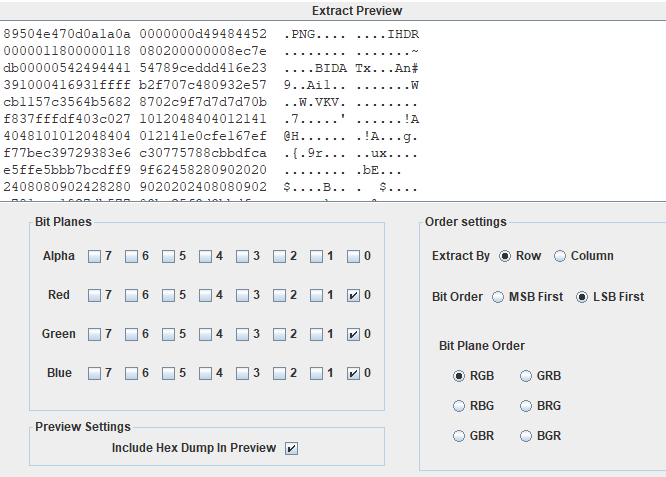 Extract Preview
89504e470d0a1a0a 0000000d49484452 .PNG.... ....IHDR
0000011800000118 080200000008ec7e ........ .......~
db00000542494441 54789ceddd416e23 ....BIDA Tx...An#
391000416931ffff b2f707c480932e57 9..Ai1.. .......W
cb1157c3564b5682 8702c9f7d7d7d70b ..W.VKV. ........
f837fffdf403c027 1012048404012141 .7.....' ......!A
4048101012048404 012141e0cfe167ef @H...... .!A...g.
f77bec39729383e6 c30775788cbbdfca .{.9r... ..ux....
e5ffe5bbb7bcdff9 9f62458280902020 ........ .bE...
2408080902428280 9020202408080902 $....B.. . $....
Bit Planes
Alpha 7 6 5 4 3 2 1 0
Red 7 6 5 4 3 2 1 0
Green 7 6 5 4 3 2 1 0
Blue 7 6 5 4 3 2 1 0
Preview Settings
Include Hex Dump In Preview
Order settings
Extract By Row Column
Bit Order MSB First LSB First
Bit Plane Order
RGB GRB
RBG BRG
GBR BGR